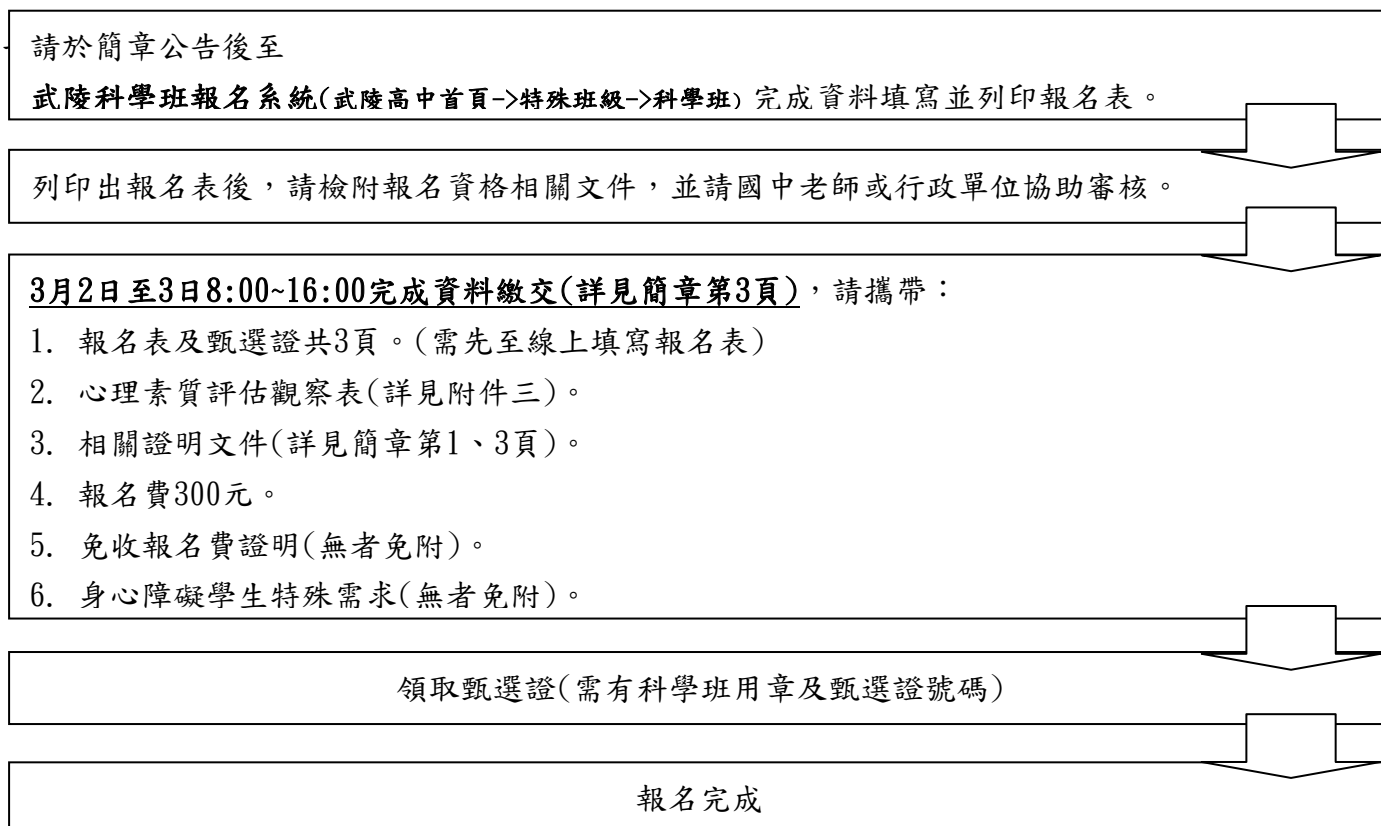 請於簡章公告後至
武陵科學班報名系統(武陵高中首頁->特殊班級->科學班) 完成資料填寫並列印報名表。
列印出報名表後，請檢附報名資格相關文件，並請國中老師或行政單位協助審核。
3月2日至3日8:00~16:00完成資料繳交(詳見簡章第3頁)，請攜帶：
1. 報名表及甄選證共3頁。(需先至線上填寫報名表)
2. 心理素質評估觀察表(詳見附件三)。
3. 相關證明文件(詳見簡章第1、3頁)。
4. 報名費300元。
5. 免收報名費證明(無者免附)。
6. 身心障礙學生特殊需求(無者免附)。
領取甄選證(需有科學班用章及甄選證號碼)
報名完成